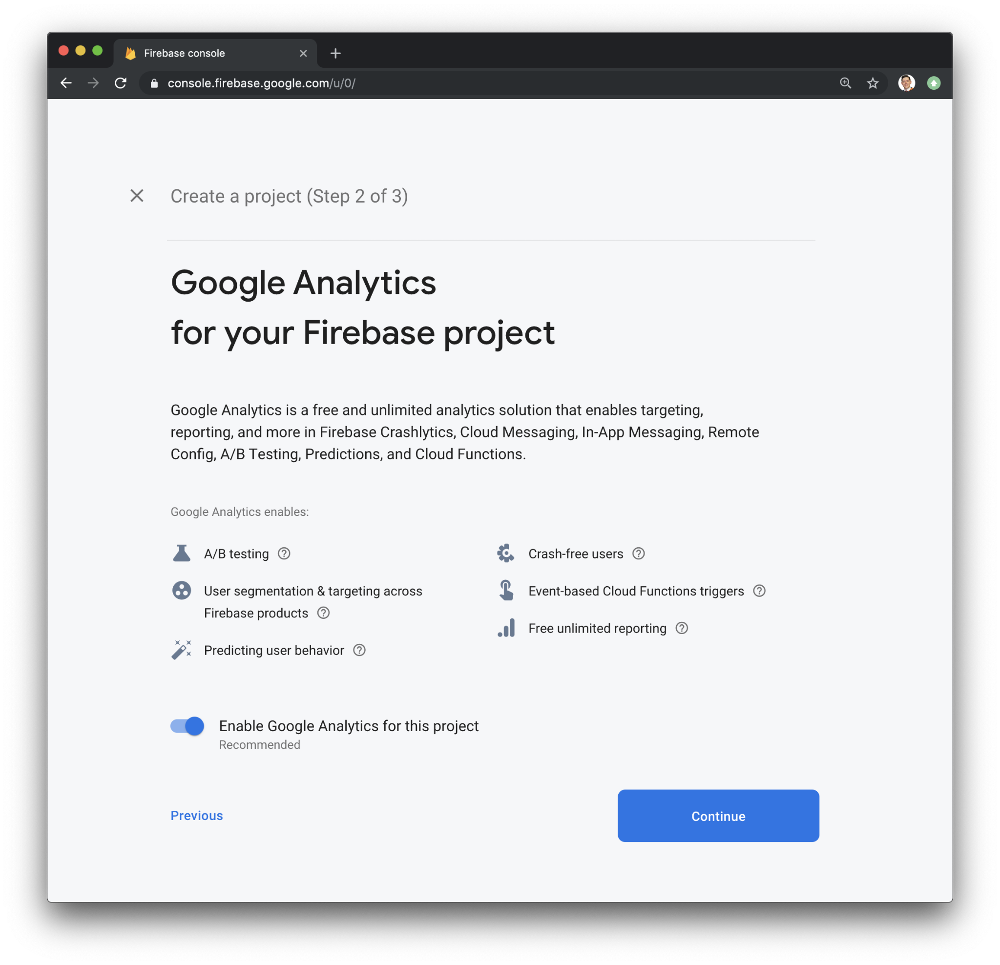 Firebase console
console.firebase.google.com/u/0/
Create a project (Step 2 of 3)
Google Analytics
for your Firebase project
Google Analytics is a free and unlimited analytics solution that enables targeting,
reporting, and more in Firebase Crashlytics, Cloud Messaging, In-App Messaging, Remote
Config, A/B Testing, Predictions, and Cloud Functions.
Google Analytics enables:
A/B testing
User segmentation & targeting across
Firebase products
Predicting user behavior
Crash-free users
Event-based Cloud Functions triggers
Free unlimited reporting
Enable Google Analytics for this project
Recommended
Previous
Continue